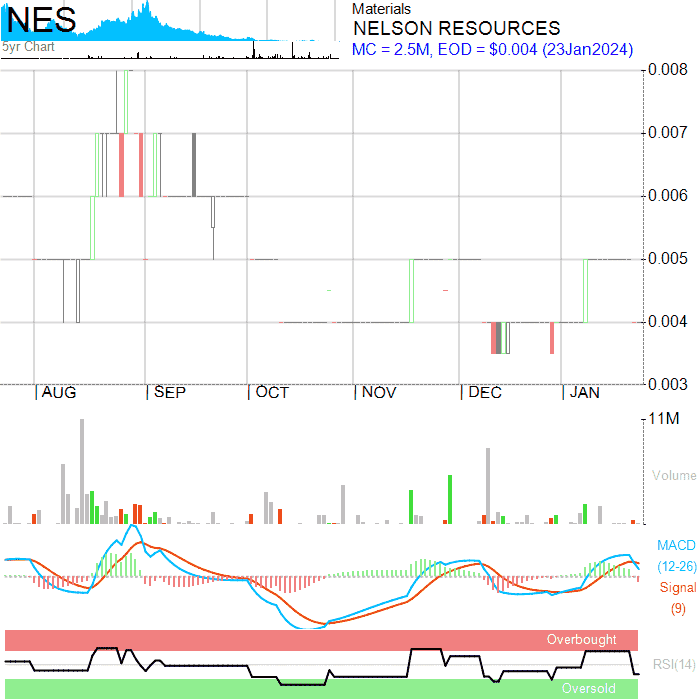 NES
5yr Chart
Materials
NELSON RESOURCES
MC = 2.5M, EOD = $0.004 (23Jan2024)
0.008
0.007
0.006
0.005
0.004
0.003
AUG SEP OCT NOV DEC JAN
11M
Volume
MACD
(12-26)
Signal
(9)
Overbought
RSI(14)
Oversold